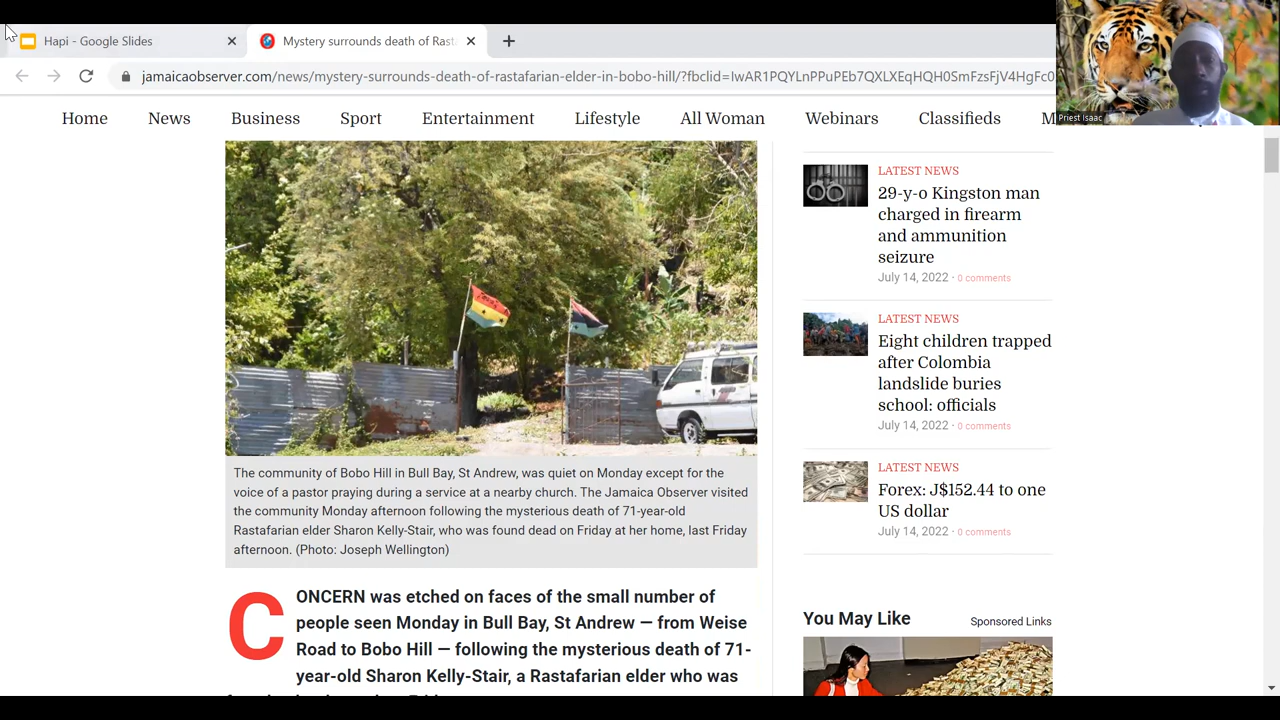 Hapi - Google Slides
Mystery surrounds death of Rast
jamaicaobserver.com/news/mystery-surrounds-death-of-rastafarian-elder-in-bobo-hill/?fbclid=IwAR1PQYLnPPuPEb7QXLXEqHQH0SmFzsFjV4HgFc0
Home News Business Sport Entertainment Lifestyle All Woman Webinars Classifieds M
Priest Isaac
The community of Bobo Hill in Bull Bay, St Andrew, was quiet on Monday except for the
voice of a pastor praying during a service at a nearby church. The Jamaica Observer visited
the community Monday afternoon following the mysterious death of 71-year-old
Rastafarian elder Sharon Kelly-Stair, who was found dead on Friday at her home, last Friday
afternoon. (Photo: Joseph Wellington)
CONCERN was etched on faces of the small number of
people seen Monday in Bull Bay, St Andrew — from Weise
Road to Bobo Hill — following the mysterious death of 71-
year-old Sharon Kelly-Stair, a Rastafarian elder who was
LATEST NEWS
29-y-o Kingston man
charged in firearm
and ammunition
seizure
July 14, 2022 · 0 comments
LATEST NEWS
Eight children trapped
after Colombia
landslide buries
school: officials
July 14, 2022 · 0 comments
LATEST NEWS
Forex: J$152.44 to one
US dollar
July 14, 2022 · 0 comments
You May Like
Sponsored Links